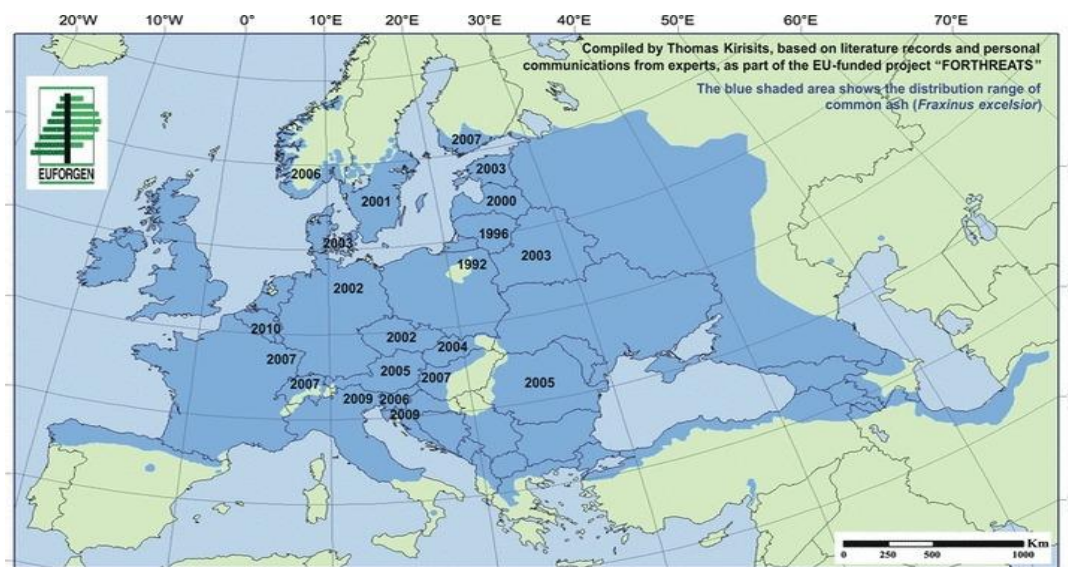 20°W 10°W 0° 10°E 20°E 30°E 40°E 50°E 60°E 70°E
Compiled by Thomas Kirisits, based on literature records and personal
communications from experts, as part of the EU-funded project “FORTHREATS”
The blue shaded area shows the distribution range of
common ash (Fraxinus excelsior)
EUFORGEN
2007
2003
2006
2001
2000
1996
2003
2003
1992
2002
2010
2002
2004
2007
2005
2007
2007
2005
2009
2006
2009
Km
0 250 500 1000